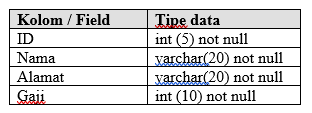 Kolom / Field Tipe data
ID int (5) not null
Nama varchar(20) not null
Alamat varchar(20) not null
Gaji int (10) not null